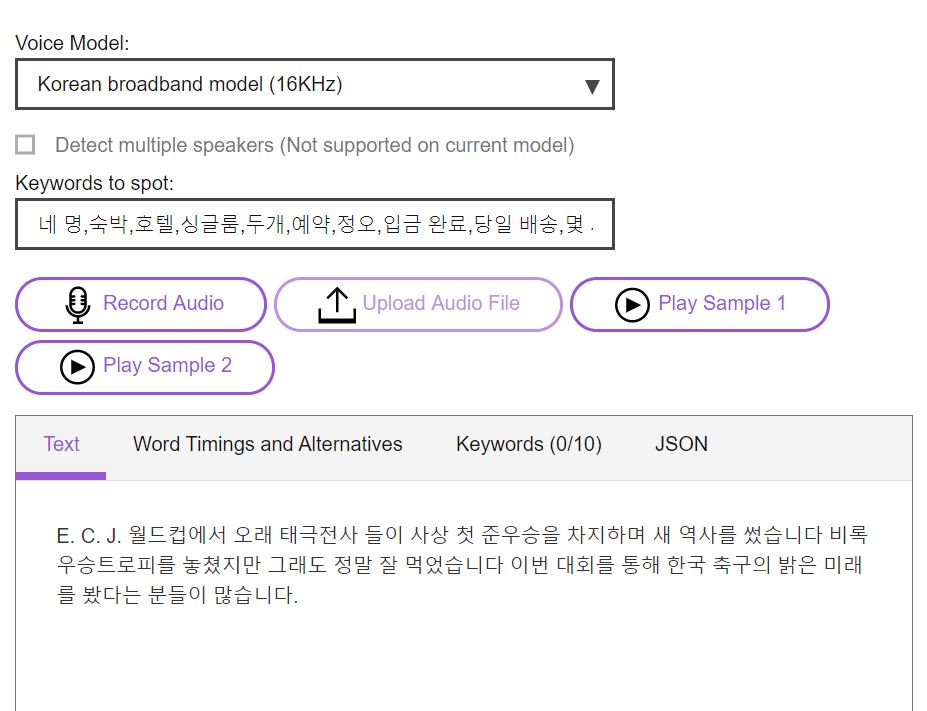 Voice Model:
Korean broadband model (16KHz)
Detect multiple speakers (Not supported on current model)
Keywords to spot:
네 명,숙박,호텔,싱글룸,두개,예약,정오,입금 완료,당일 배송,몇
Record Audio
Upload Audio File
Play Sample 1
Play Sample 2
Text
Word Timings and Alternatives
Keywords (0/10)
JSON
E. C. J. 월드컵에서 오래 태극전사 들이 사상 첫 준우승을 차지하며 새 역사를 썼습니다 비록
우승트로피를 놓쳤지만 그래도 정말 잘 먹었습니다 이번 대회를 통해 한국 축구의 밝은 미래
를 봤다는 분들이 많습니다.